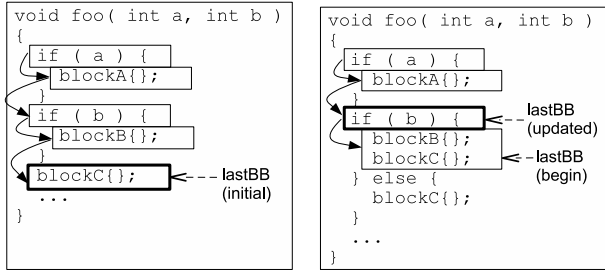 void foo( int a, int b )
{
if ( a ) {
blockA{};
}
if ( b ) {
blockB{};
}
blockC{};
...
}
lastBB
(initial)
void foo( int a, int b )
{
if ( a ) {
blockA{};
}
if ( b ) {
blockB{};
blockC{};
} else {
blockC{};
}
...
}
lastBB
(updated)
lastBB
(begin)